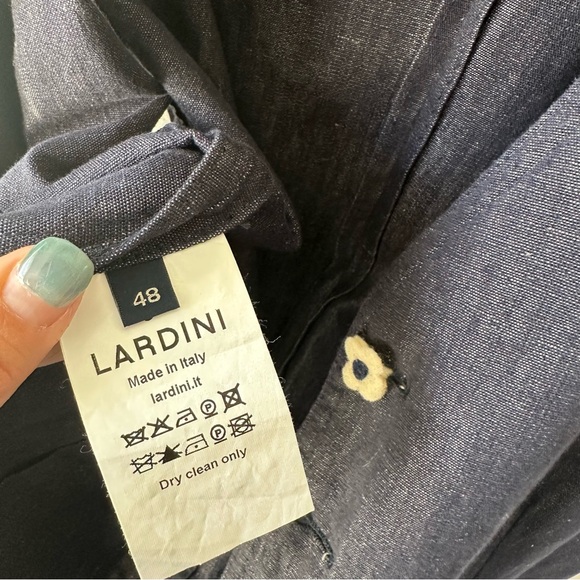 48
LARDINI
Made in Italy
lardini.it
Dry clean only